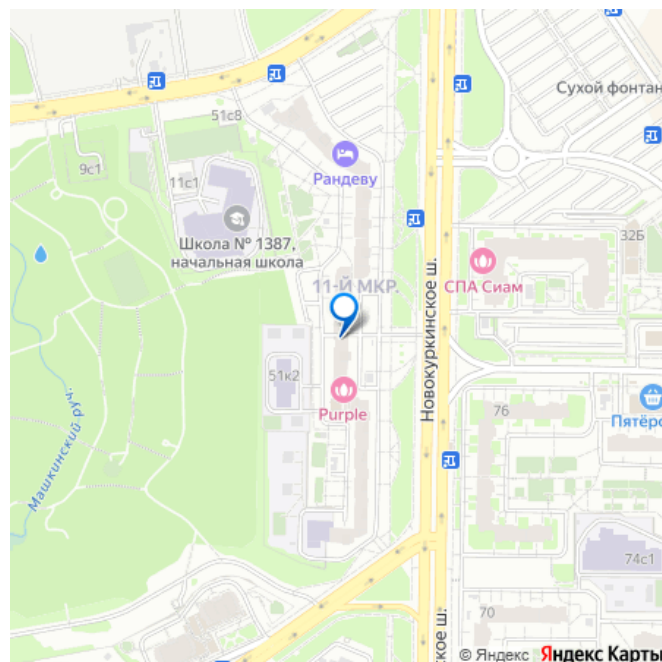 Сухой фонтан
51с8
9с1
Рандеву
11с1
Школа № 1387,
начальная школа
32Б
СПА Сиам
11-Й МКР.
Новокуркинское ш.
51к2
Purple
76
Пятёро
Машкинский руч.
74с1
70
ское ш.
© Яндекс Яндекс Карты